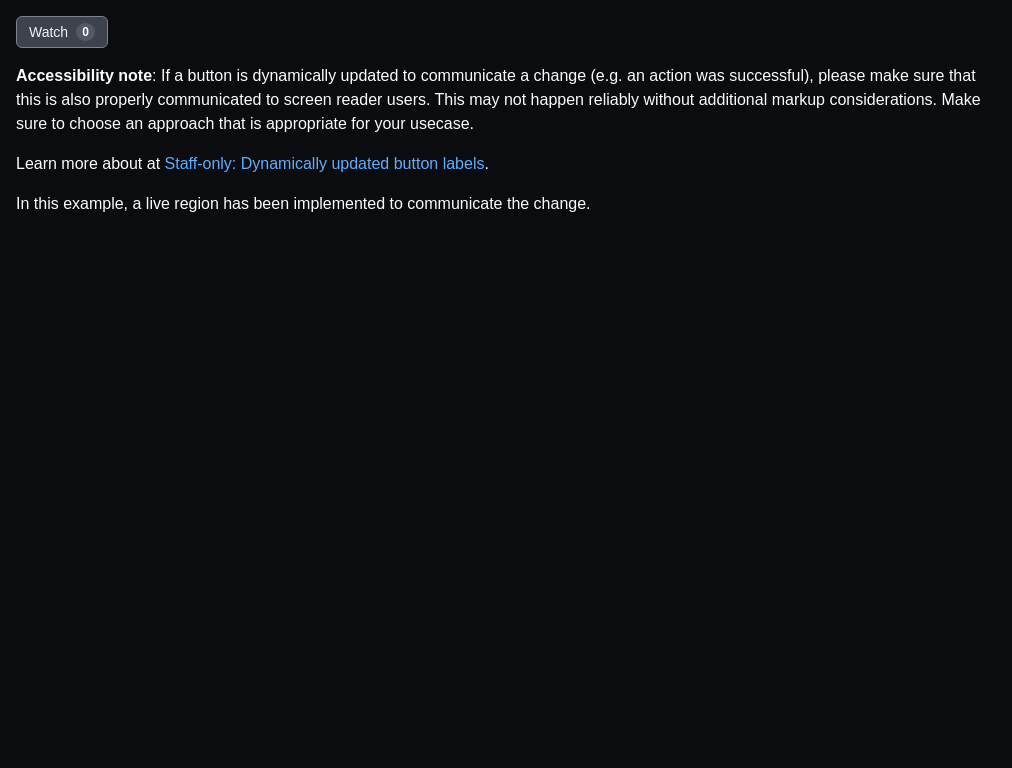 Watch 0
Accessibility note: If a button is dynamically updated to communicate a change (e.g. an action was successful), please make sure that
this is also properly communicated to screen reader users. This may not happen reliably without additional markup considerations. Make
sure to choose an approach that is appropriate for your usecase.
Learn more about at Staff-only: Dynamically updated button labels.
In this example, a live region has been implemented to communicate the change.